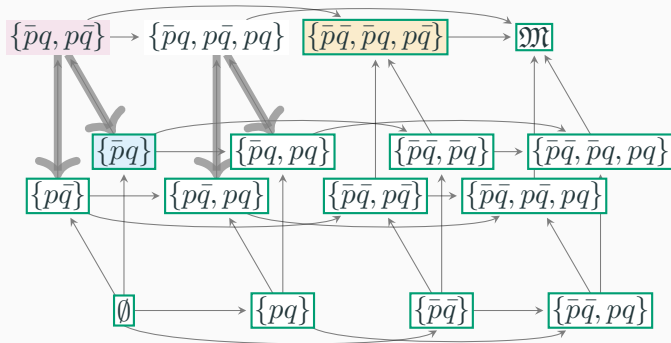 {p̄q, pq̄} {p̄q, pq̄, pq} {p̄q̄, p̄q, pq̄} 𝔐
{p̄q} {p̄q, pq} {p̄q̄, p̄q} {p̄q̄, p̄q, pq}
{pq̄} {pq̄, pq} {p̄q̄, pq̄} {p̄q̄, pq̄, pq}
∅ {pq} {p̄q̄} {p̄q̄, pq}